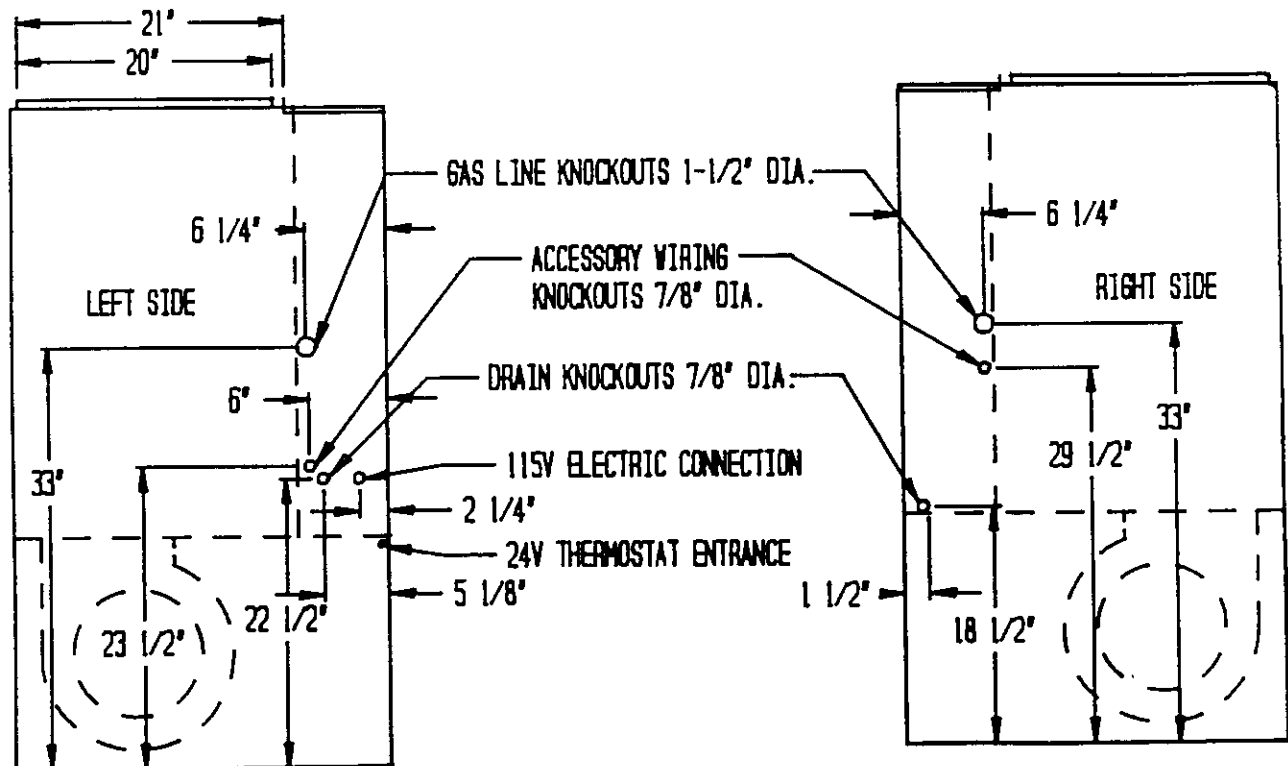 21"
20"
GAS LINE KNOCKOUTS 1-1/2" DIA.
6 1/4"
6 1/4"
ACCESSORY WIRING
KNOCKOUTS 7/8" DIA.
LEFT SIDE
RIGHT SIDE
DRAIN KNOCKOUTS 7/8" DIA.
6"
33"
29 1/2"
33"
115V ELECTRIC CONNECTION
2 1/4"
24V THERMOSTAT ENTRANCE
5 1/8"
1 1/2"
22 1/2"
23 1/2"
18 1/2"